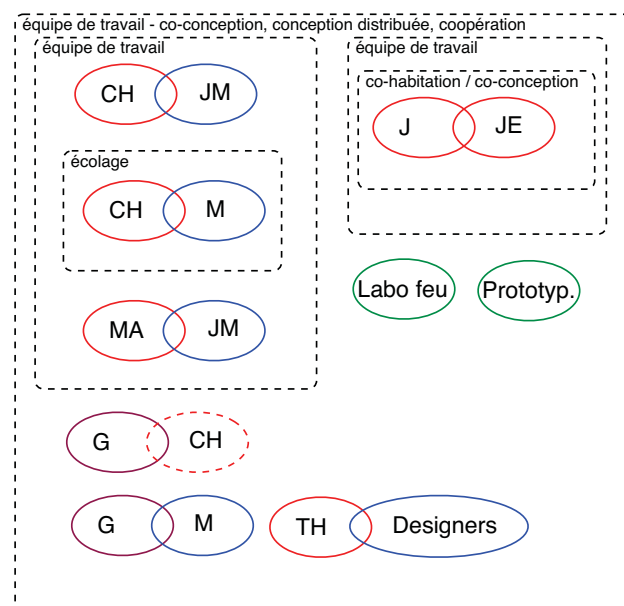 équipe de travail - co-conception, conception distribuée, coopération
équipe de travail
CH JM
écolage
CH M
MA JM
équipe de travail
co-habitation / co-conception
J JE
Labo feu Prototyp.
G CH
G M TH Designers